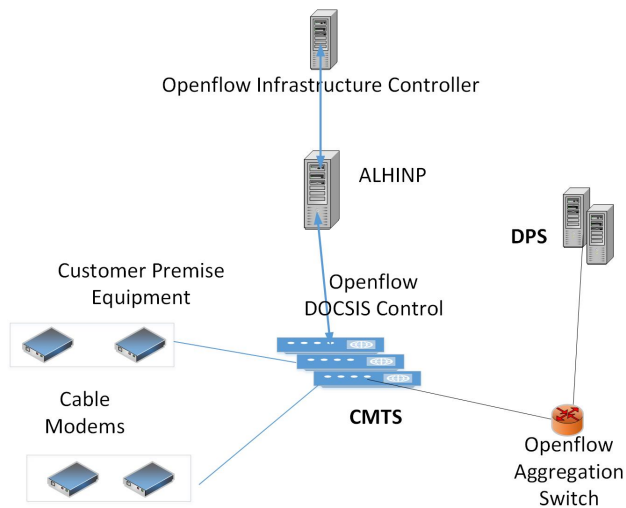 Openflow Infrastructure Controller
ALHINP
DPS
Customer Premise
Equipment
Openflow
DOCSIS Control
Cable
Modems
CMTS
Openflow
Aggregation
Switch